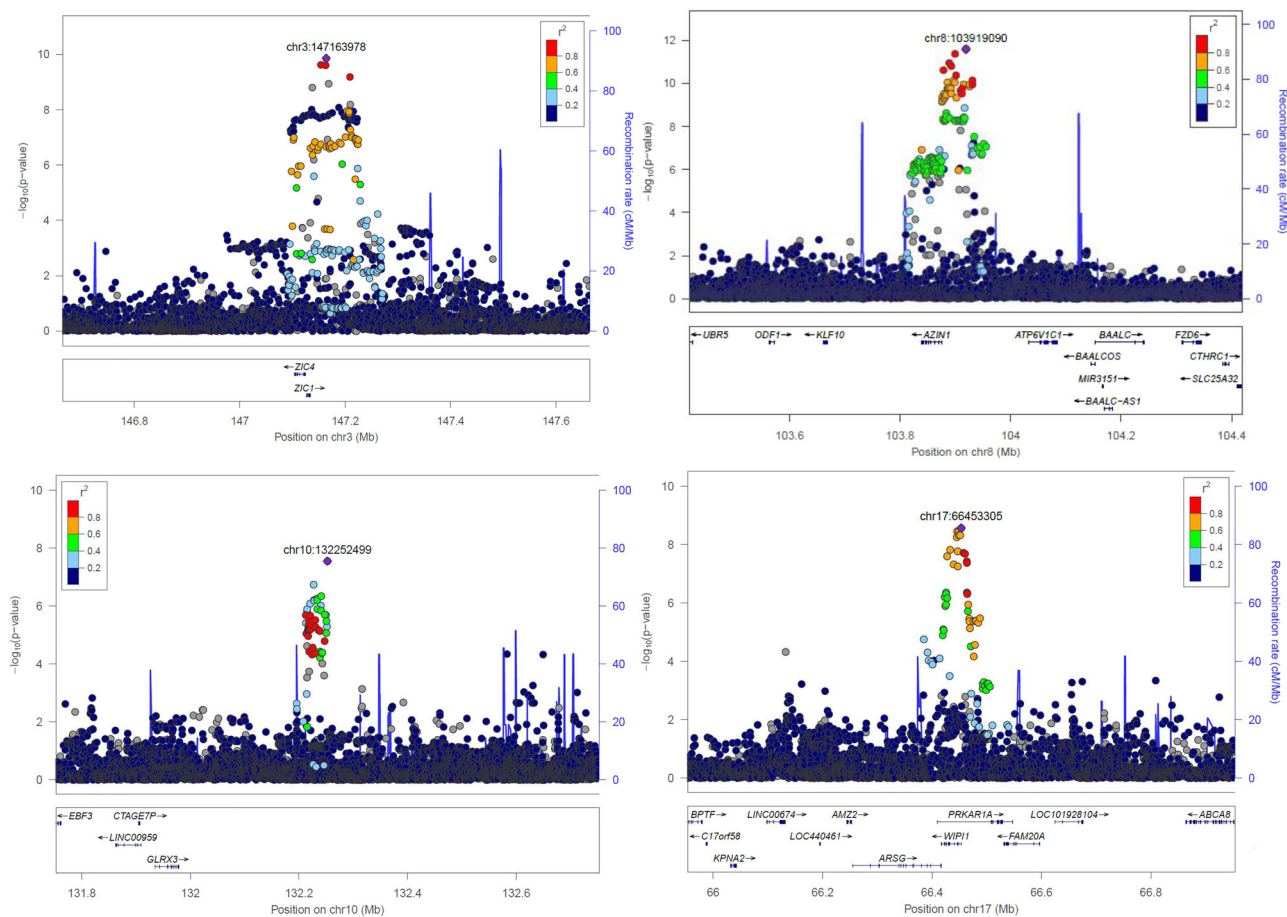 chr3:147163978
r²
0.8
0.6
0.4
0.2
−log₁₀(p-value)
10
8
6
4
2
0
Recombination rate (cM/Mb)
100
80
60
40
20
0
←ZIC4
ZIC1→
146.8
147
147.2
147.4
147.6
Position on chr3 (Mb)
chr8:103919090
r²
0.8
0.6
0.4
0.2
−log₁₀(p-value)
12
10
8
6
4
2
0
Recombination rate (cM/Mb)
100
80
60
40
20
0
←UBR5
ODF1→
←KLF10
←AZIN1
ATP6V1C1→
BAALC→
FZD6→
←BAALCOS
CTHRC1→
MIR3151→
←SLC25A32
←BAALC-AS1
103.6
103.8
104
104.2
104.4
Position on chr8 (Mb)
chr10:132252499
r²
0.8
0.6
0.4
0.2
−log₁₀(p-value)
10
8
6
4
2
0
Recombination rate (cM/Mb)
100
80
60
40
20
0
←EBF3
CTAGE7P→
←LINC00959
GLRX3→
131.8
132
132.2
132.4
132.6
Position on chr10 (Mb)
chr17:66453305
r²
0.8
0.6
0.4
0.2
−log₁₀(p-value)
10
8
6
4
2
0
Recombination rate (cM/Mb)
100
80
60
40
20
0
BPTF→
LINC00674→
AMZ2→
PRKAR1A→
LOC101928104→
←ABCA8
←C17orf58
LOC440461→
←WIPI1
←FAM20A
KPNA2→
ARSG→
66
66.2
66.4
66.6
66.8
Position on chr17 (Mb)